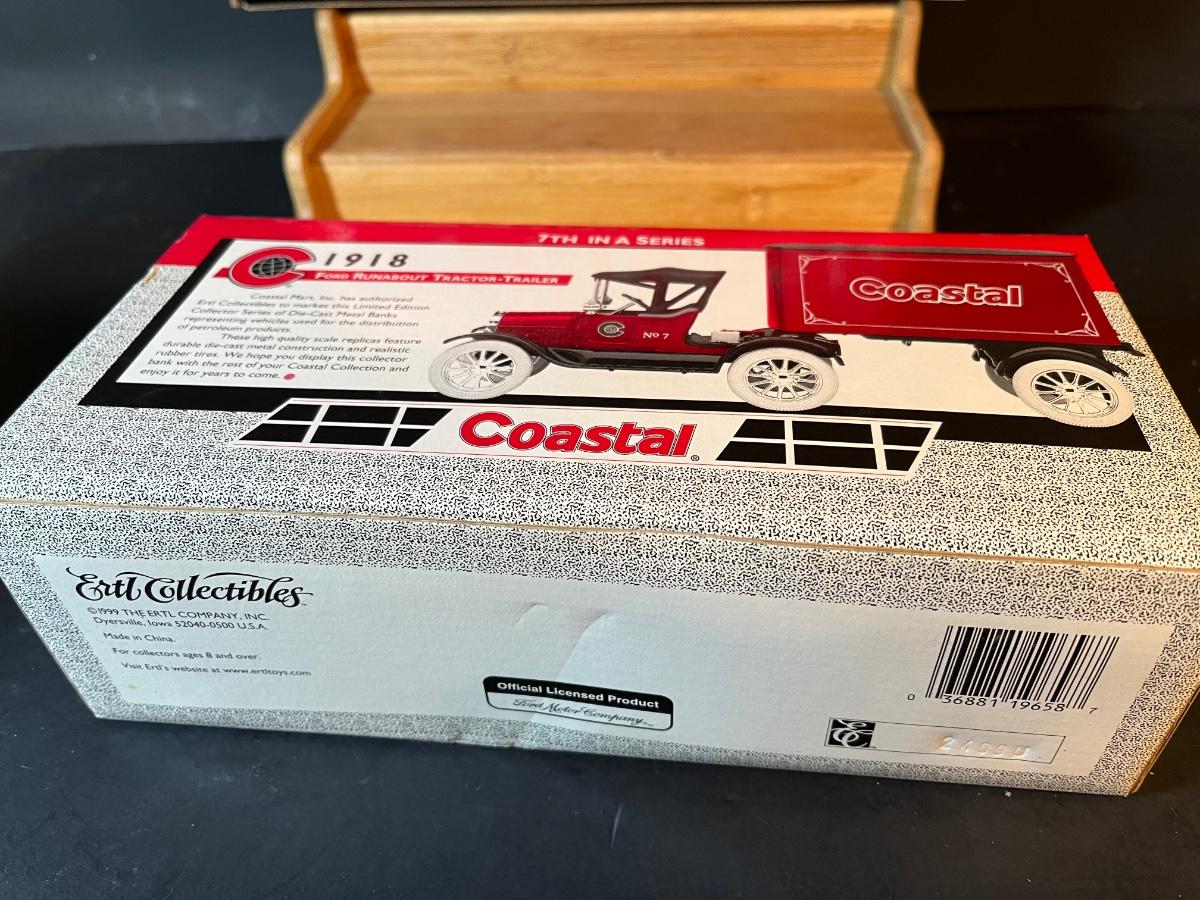 7TH IN A SERIES
1918
FORD RUNABOUT TRACTOR-TRAILER
Coastal Mart, Inc. has authorized
Ertl Collectibles to market this Limited Edition
Collector Series of Die-Cast Metal Banks
representing vehicles used for the distribution
of petroleum products.
These high quality scale replicas feature
durable die-cast metal construction and realistic
rubber tires. We hope you display this collector
bank with the rest of your Coastal Collection and
enjoy it for years to come.
No 7
Coastal
Coastal®
Ertl Collectibles™
©1999 THE ERTL COMPANY, INC.
Dyersville, Iowa 52040-0500 U.S.A.
Made in China.
For collectors ages 8 and over.
Visit Ertl's website at www.ertltoys.com
Official Licensed Product
Ford Motor Company™
0 36881 19658 7